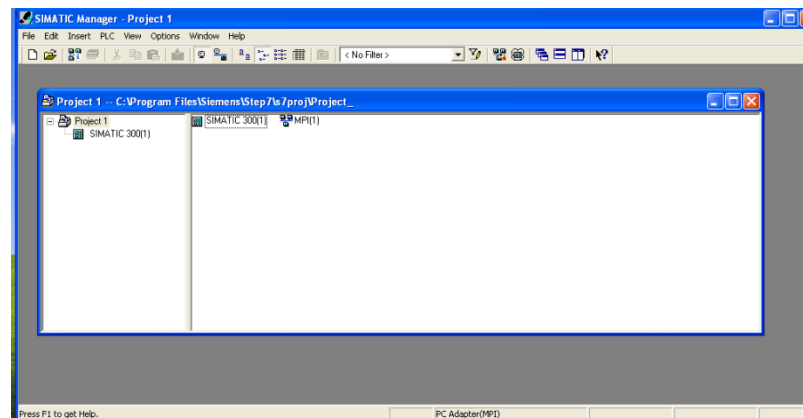 SIMATIC Manager - Project 1
File Edit Insert PLC View Options Window Help
< No Filter >
Project 1 -- C:\Program Files\Siemens\Step7\s7proj\Project_
Project 1
SIMATIC 300(1)
SIMATIC 300(1) MPI(1)
Press F1 to get Help.
PC Adapter(MPI)